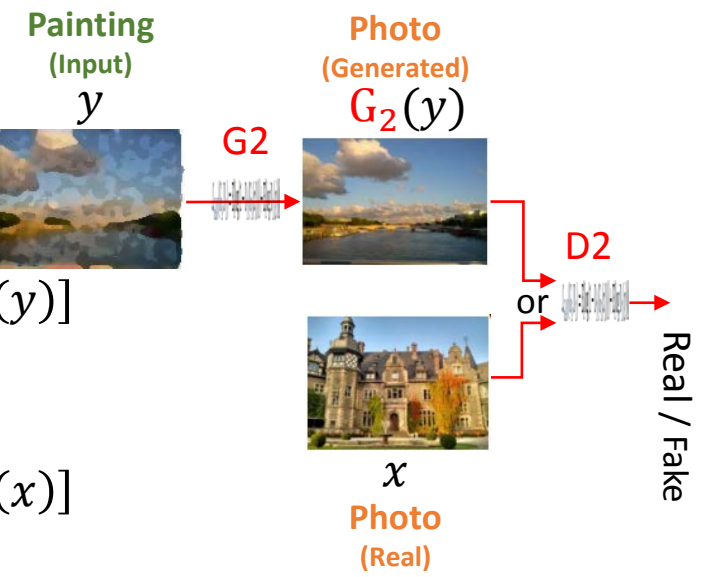 Painting
(Input)
y
Photo
(Generated)
G₂(y)
G2
D2
or
(y)]
Real / Fake
x
(x)]
Photo
(Real)